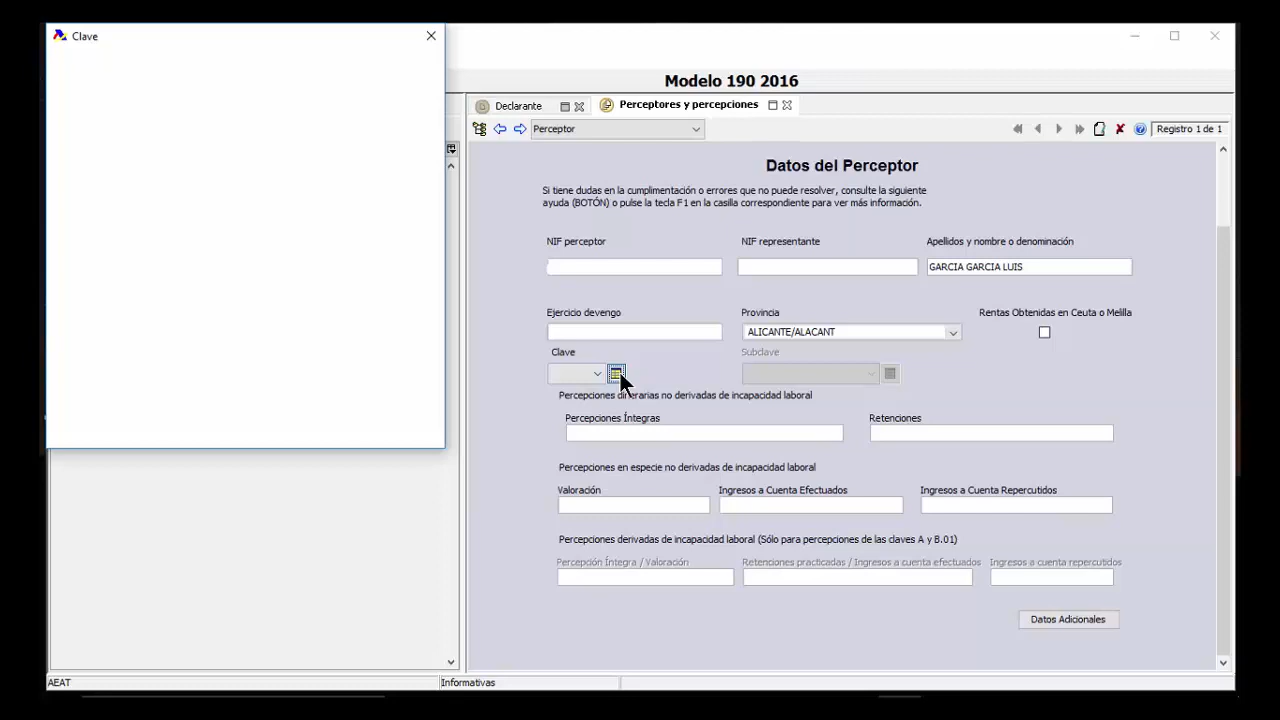 Clave
Modelo 190 2016
Declarante
Perceptores y percepciones
Perceptor
Registro 1 de 1
Datos del Perceptor
Si tiene dudas en la cumplimentación o errores que no puede resolver, consulte la siguiente
ayuda (BOTÓN) o pulse la tecla F1 en la casilla correspondiente para ver más información.
NIF perceptor
NIF representante
Apellidos y nombre o denominación
GARCIA GARCIA LUIS
Ejercicio devengo
Provincia
Rentas Obtenidas en Ceuta o Melilla
ALICANTE/ALACANT
Clave
Subclave
Percepciones dinerarias no derivadas de incapacidad laboral
Percepciones Íntegras
Retenciones
Percepciones en especie no derivadas de incapacidad laboral
Valoración
Ingresos a Cuenta Efectuados
Ingresos a Cuenta Repercutidos
Percepciones derivadas de incapacidad laboral (Sólo para percepciones de las claves A y B.01)
Percepción Íntegra / Valoración
Retenciones practicadas / Ingresos a cuenta efectuados
Ingresos a cuenta repercutidos
Datos Adicionales
AEAT
Informativas